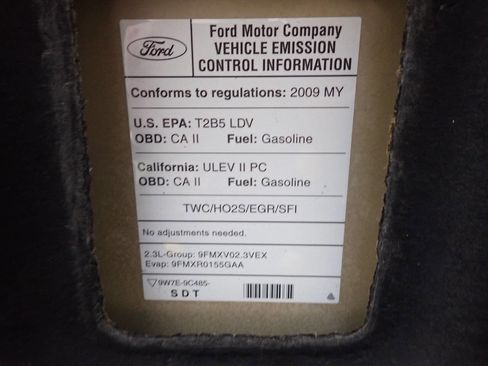 Ford
Ford Motor Company
VEHICLE EMISSION
CONTROL INFORMATION
Conforms to regulations: 2009 MY
U.S. EPA: T2B5 LDV
OBD: CA II Fuel: Gasoline
California: ULEV II PC
OBD: CA II Fuel: Gasoline
TWC/HO2S/EGR/SFI
No adjustments needed.
2.3L-Group: 9FMXV02.3VEX
Evap: 9FMXR0155GAA
9W7E-9C485-
SDT